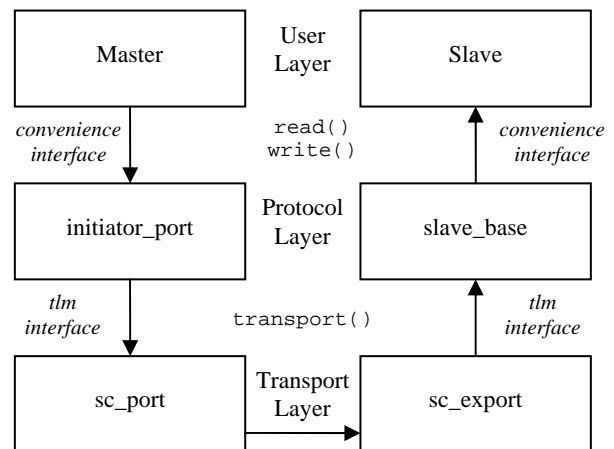 Master
User
Layer
Slave
convenience
interface
read()
write()
convenience
interface
initiator_port
Protocol
Layer
slave_base
tlm
interface
transport()
tlm
interface
sc_port
Transport
Layer
sc_export